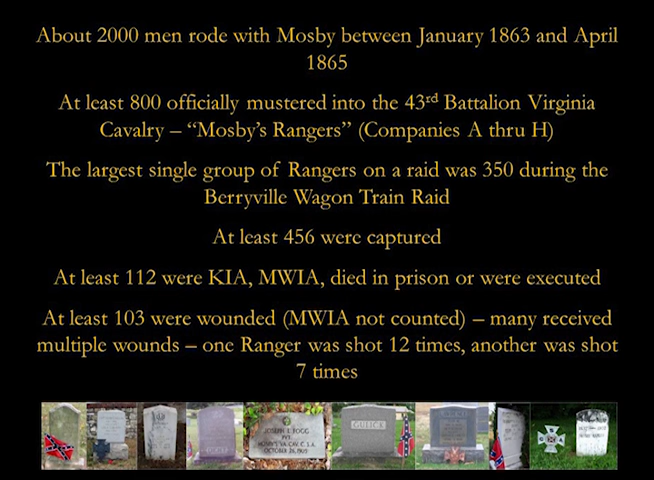 About 2000 men rode with Mosby between January 1863 and April
1865
At least 800 officially mustered into the 43rd Battalion Virginia
Cavalry – “Mosby’s Rangers” (Companies A thru H)
The largest single group of Rangers on a raid was 350 during the
Berryville Wagon Train Raid
At least 456 were captured
At least 112 were KIA, MWIA, died in prison or were executed
At least 103 were wounded (MWIA not counted) – many received
multiple wounds – one Ranger was shot 12 times, another was shot
7 times
JOSEPH E FOGG
PVT
MOSBY'S VA CAV C.S.A.
GULICK